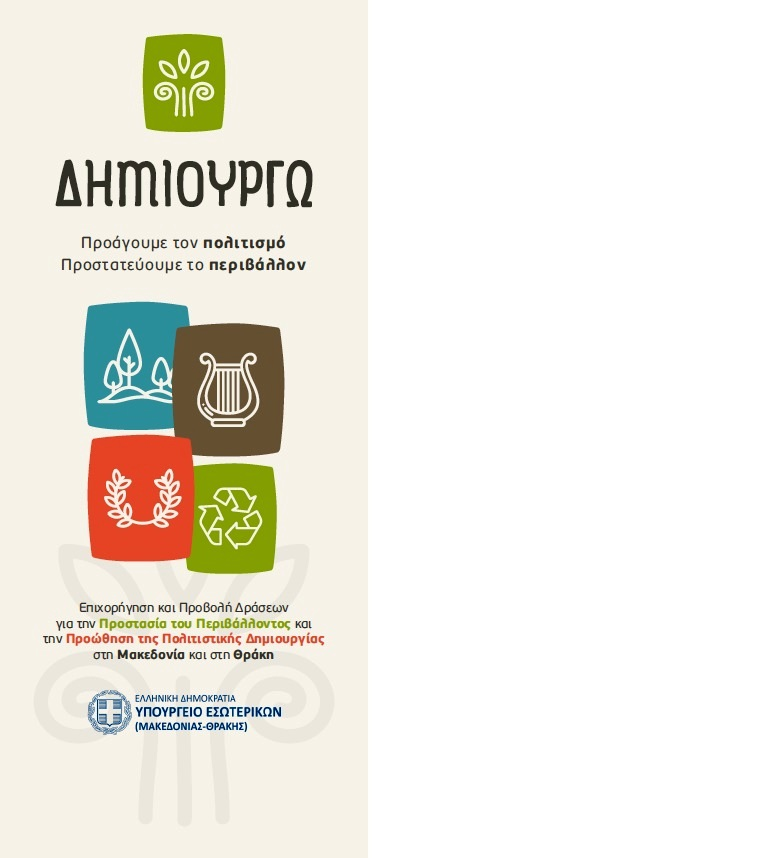 ΔΗΜΙΟΥΡΓΩ
Προάγουμε τον πολιτισμό
Προστατεύουμε το περιβάλλον
Επιχορήγηση και Προβολή Δράσεων
για την Προστασία του Περιβάλλοντος και
την Προώθηση της Πολιτιστικής Δημιουργίας
στη Μακεδονία και στη Θράκη
ΕΛΛΗΝΙΚΗ ΔΗΜΟΚΡΑΤΙΑ
ΥΠΟΥΡΓΕΙΟ ΕΣΩΤΕΡΙΚΩΝ
(ΜΑΚΕΔΟΝΙΑΣ-ΘΡΑΚΗΣ)